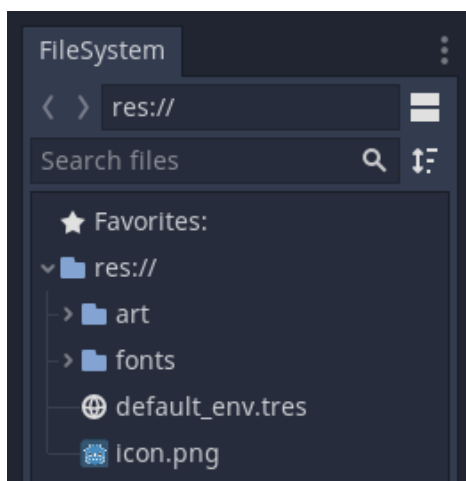 FileSystem
res://
Search files
Favorites:
res://
art
fonts
default_env.tres
icon.png